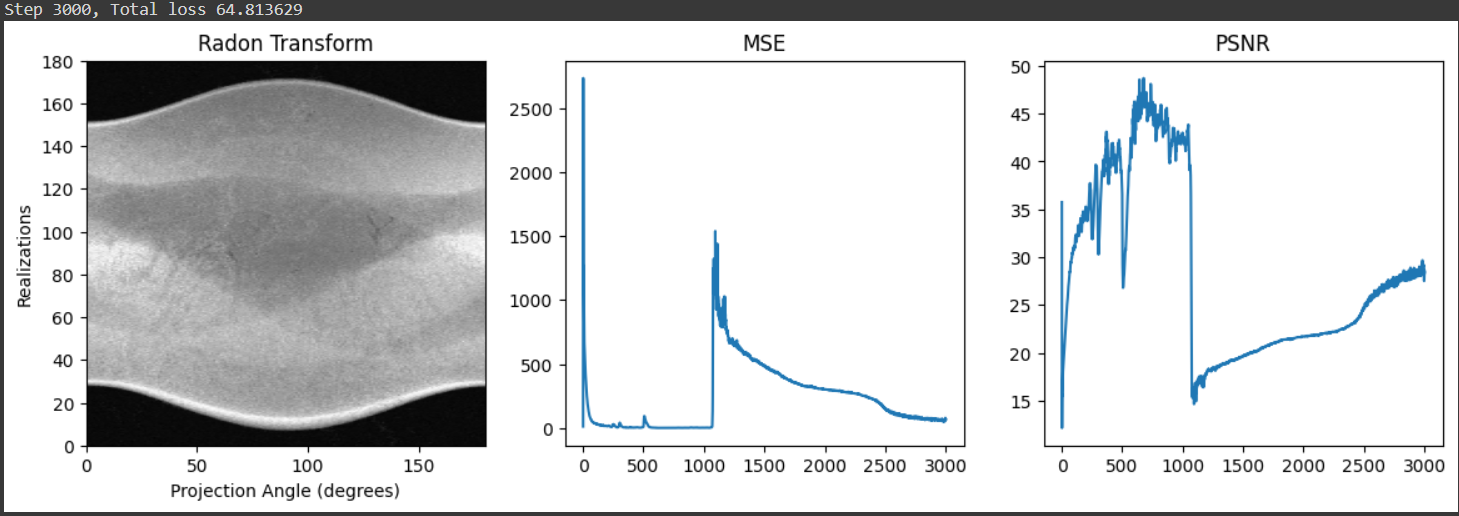 Step 3000, Total loss 64.813629
Radon Transform
180
160
140
120
100
80
60
40
20
0
Realizations
0 50 100 150
Projection Angle (degrees)
MSE
2500
2000
1500
1000
500
0
0 500 1000 1500 2000 2500 3000
PSNR
50
45
40
35
30
25
20
15
0 500 1000 1500 2000 2500 3000